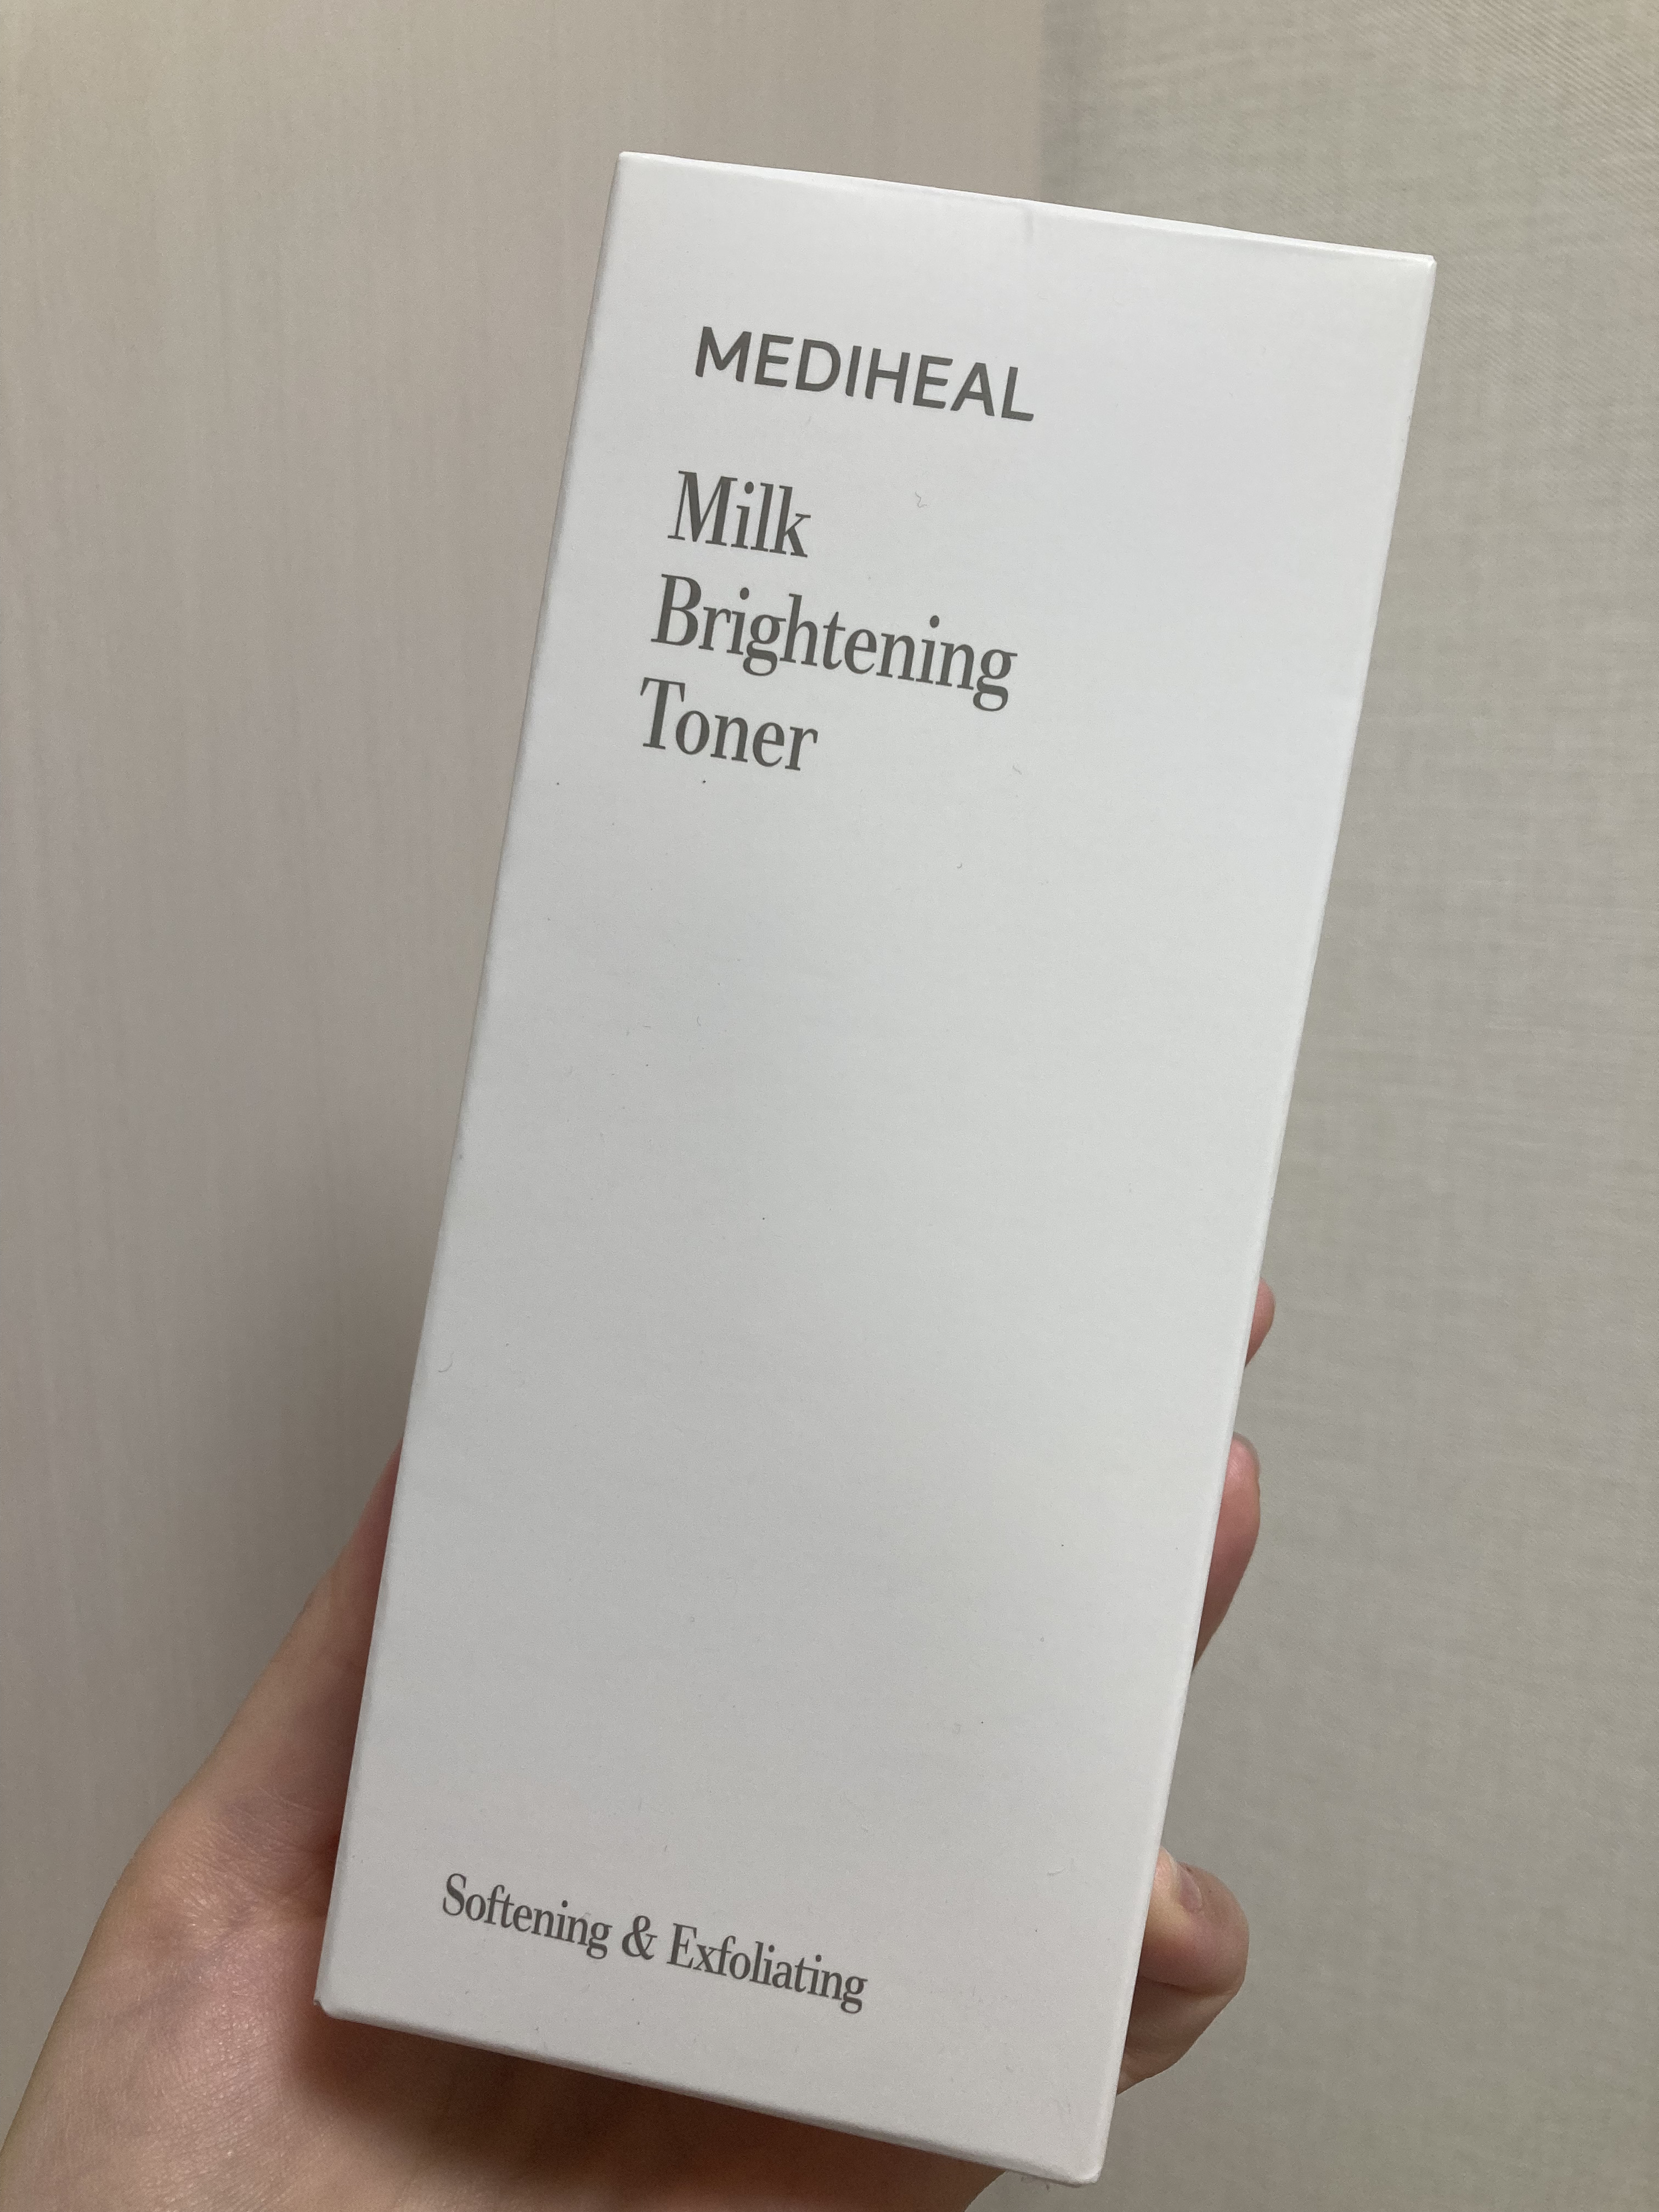 MEDIHEAL
Milk
Brightening
Toner
Softening & Exfoliating